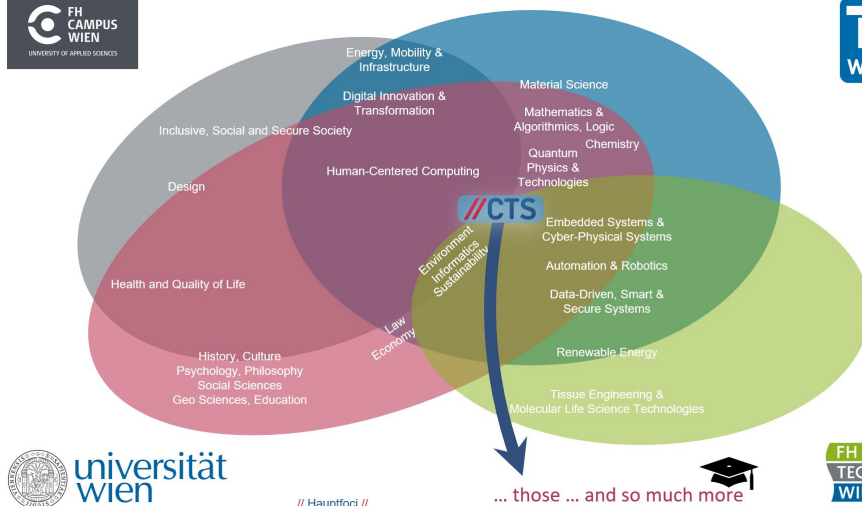 FH
CAMPUS
WIEN
UNIVERSITY OF APPLIED SCIENCES
Energy, Mobility &
Infrastructure
Digital Innovation &
Transformation
Material Science
Mathematics &
Algorithmics, Logic
Chemistry
Quantum
Physics &
Technologies
Inclusive, Social and Secure Society
Human-Centered Computing
Design
//CTS
Embedded Systems &
Cyber-Physical Systems
Environment
Informatics
Sustainability
Automation & Robotics
Health and Quality of Life
Data-Driven, Smart &
Secure Systems
Law
Economy
Renewable Energy
History, Culture
Psychology, Philosophy
Social Sciences
Geo Sciences, Education
Tissue Engineering &
Molecular Life Science Technologies
universität
wien
// Hauptfoci //
... those ... and so much more
FH
TEC
WIE